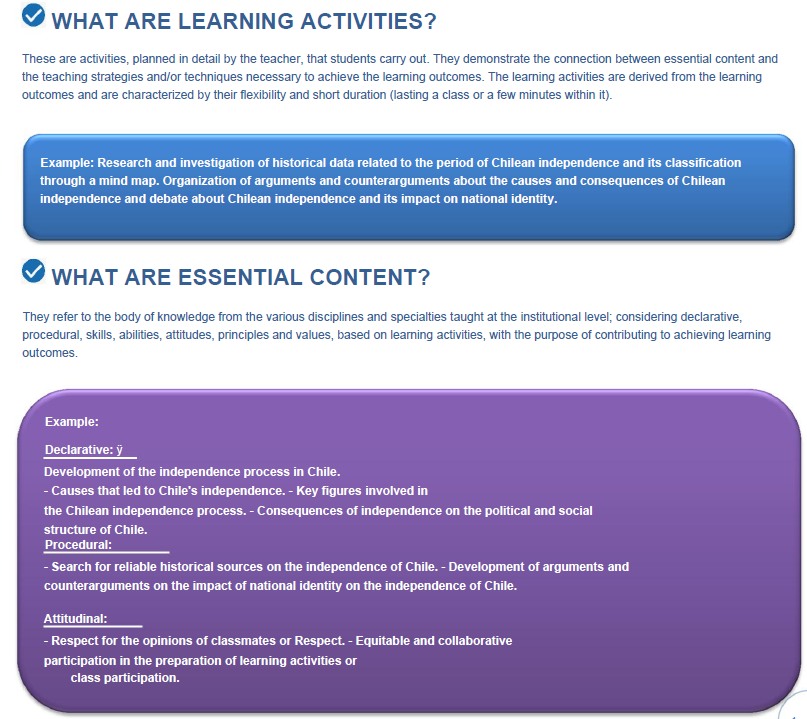 WHAT ARE LEARNING ACTIVITIES?
These are activities, planned in detail by the teacher, that students carry out. They demonstrate the connection between essential content and
the teaching strategies and/or techniques necessary to achieve the learning outcomes. The learning activities are derived from the learning
outcomes and are characterized by their flexibility and short duration (lasting a class or a few minutes within it).
Example: Research and investigation of historical data related to the period of Chilean independence and its classification
through a mind map. Organization of arguments and counterarguments about the causes and consequences of Chilean
independence and debate about Chilean independence and its impact on national identity.
WHAT ARE ESSENTIAL CONTENT?
They refer to the body of knowledge from the various disciplines and specialties taught at the institutional level; considering declarative,
procedural, skills, abilities, attitudes, principles and values, based on learning activities, with the purpose of contributing to achieving learning
outcomes.
Example:
Declarative: ÿ
Development of the independence process in Chile.
- Causes that led to Chile's independence. - Key figures involved in
the Chilean independence process. - Consequences of independence on the political and social
structure of Chile.
Procedural:
- Search for reliable historical sources on the independence of Chile. - Development of arguments and
counterarguments on the impact of national identity on the independence of Chile.
Attitudinal:
- Respect for the opinions of classmates or Respect. - Equitable and collaborative
participation in the preparation of learning activities or
class participation.